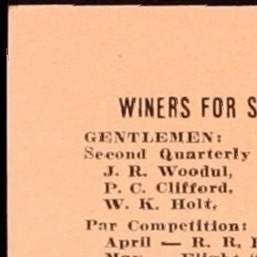 WINERS FOR S
GENTLEMEN:
Second Quarterly
J. R. Woodul,
P. C. Clifford,
W. K. Holt,
Par Competition:
April — R. R.